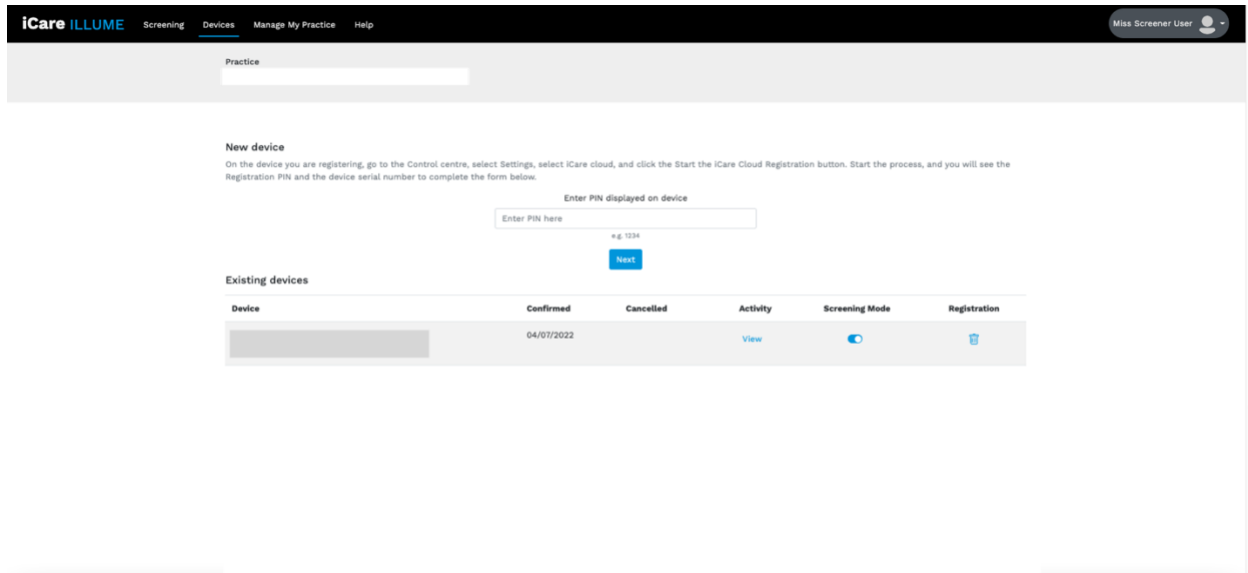 iCare ILLUME Screening Devices Manage My Practice Help Miss Screener User
Practice
New device
On the device you are registering, go to the Control centre, select Settings, select iCare cloud, and click the Start the iCare Cloud Registration button. Start the process, and you will see the
Registration PIN and the device serial number to complete the form below.
Enter PIN displayed on device
Enter PIN here
e.g. 1234
Next
Existing devices
Device Confirmed Cancelled Activity Screening Mode Registration
04/07/2022 View